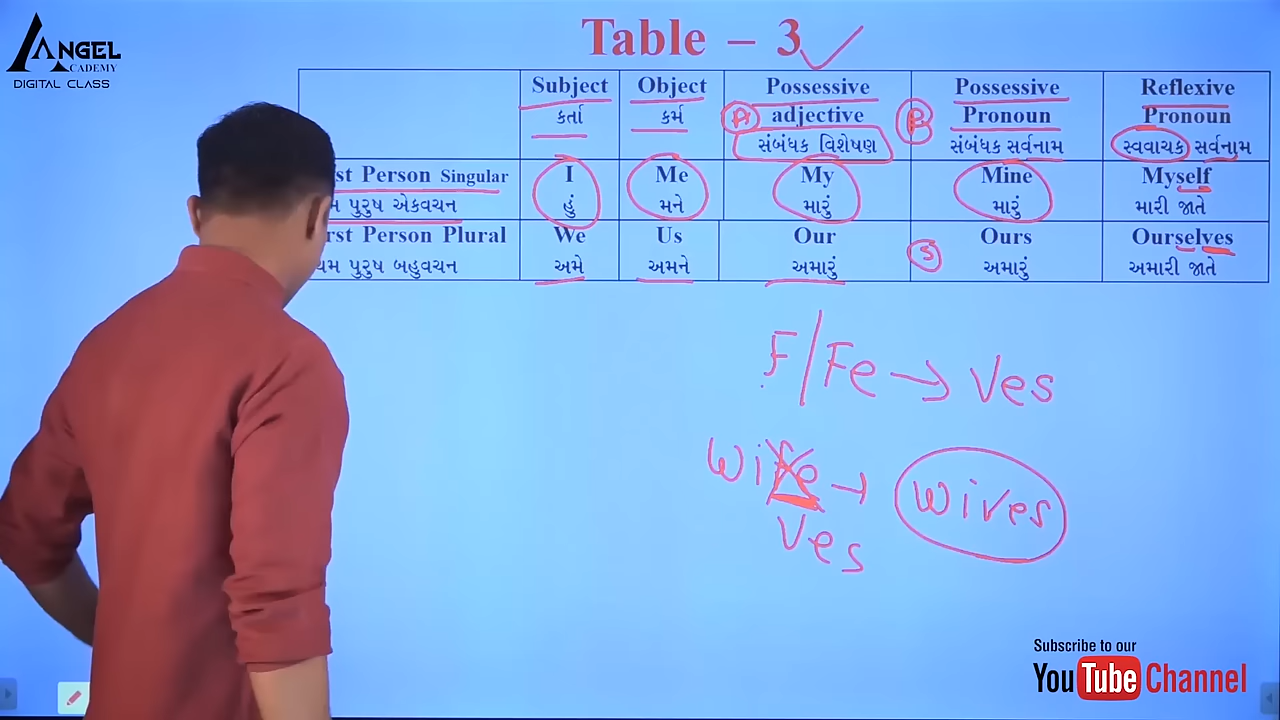 ANGEL
ACADEMY
DIGITAL CLASS
Table – 3
Subject Object Possessive Possessive Reflexive
કર્તા કર્મ A adjective B Pronoun Pronoun
સંબંધક વિશેષણ સંબંધક સર્વનામ સ્વવાચક સર્વનામ
Person Singular I Me My Mine Myself
પુરુષ એકવચન હું મને મારું મારું મારી જાતે
Person Plural We Us Our S Ours Ourselves
પુરુષ બહુવચન અમે અમને અમારું અમારું અમારી જાતે
F/Fe → Ves
Wife → Wives
Ves
Subscribe to our
YouTube Channel